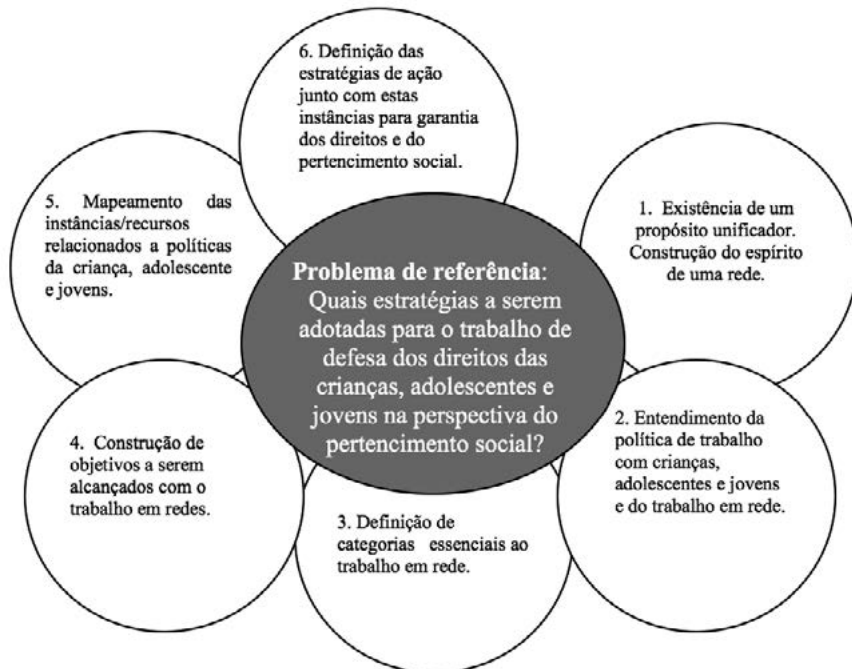 6. Definição das
estratégias de ação
junto com estas
instâncias para garantia
dos direitos e do
pertencimento social.
5. Mapeamento das
instâncias/recursos
relacionados a políticas
da criança, adolescente
e jovens.
1. Existência de um
propósito unificador.
Construção do espírito
de uma rede.
Problema de referência:
Quais estratégias a serem
adotadas para o trabalho de
defesa dos direitos das
crianças, adolescentes e
jovens na perspectiva do
pertencimento social?
4. Construção de
objetivos a serem
alcançados com o
trabalho em redes.
2. Entendimento da
política de trabalho
com crianças,
adolescentes e jovens
e do trabalho em rede.
3. Definição de
categorias essenciais ao
trabalho em rede.